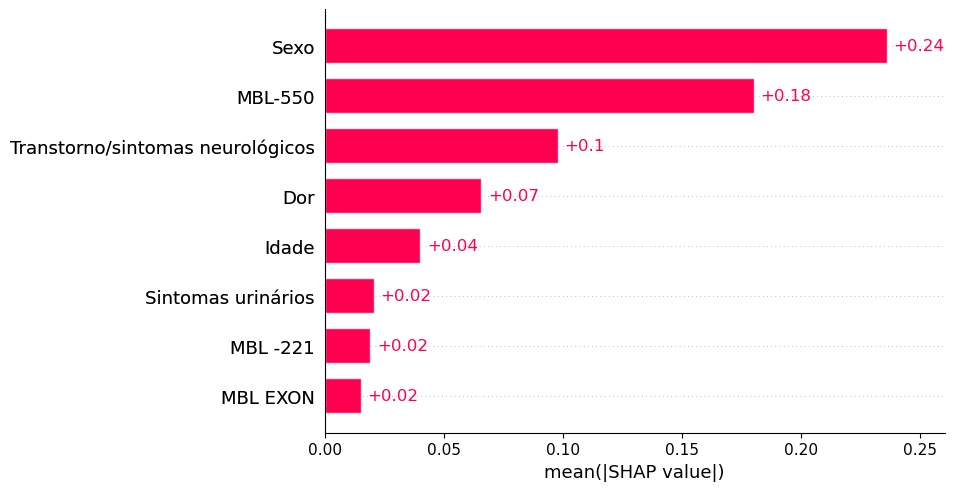 Sexo +0.24
MBL-550 +0.18
Transtorno/sintomas neurológicos +0.1
Dor +0.07
Idade +0.04
Sintomas urinários +0.02
MBL -221 +0.02
MBL EXON +0.02
0.00 0.05 0.10 0.15 0.20 0.25
mean(|SHAP value|)